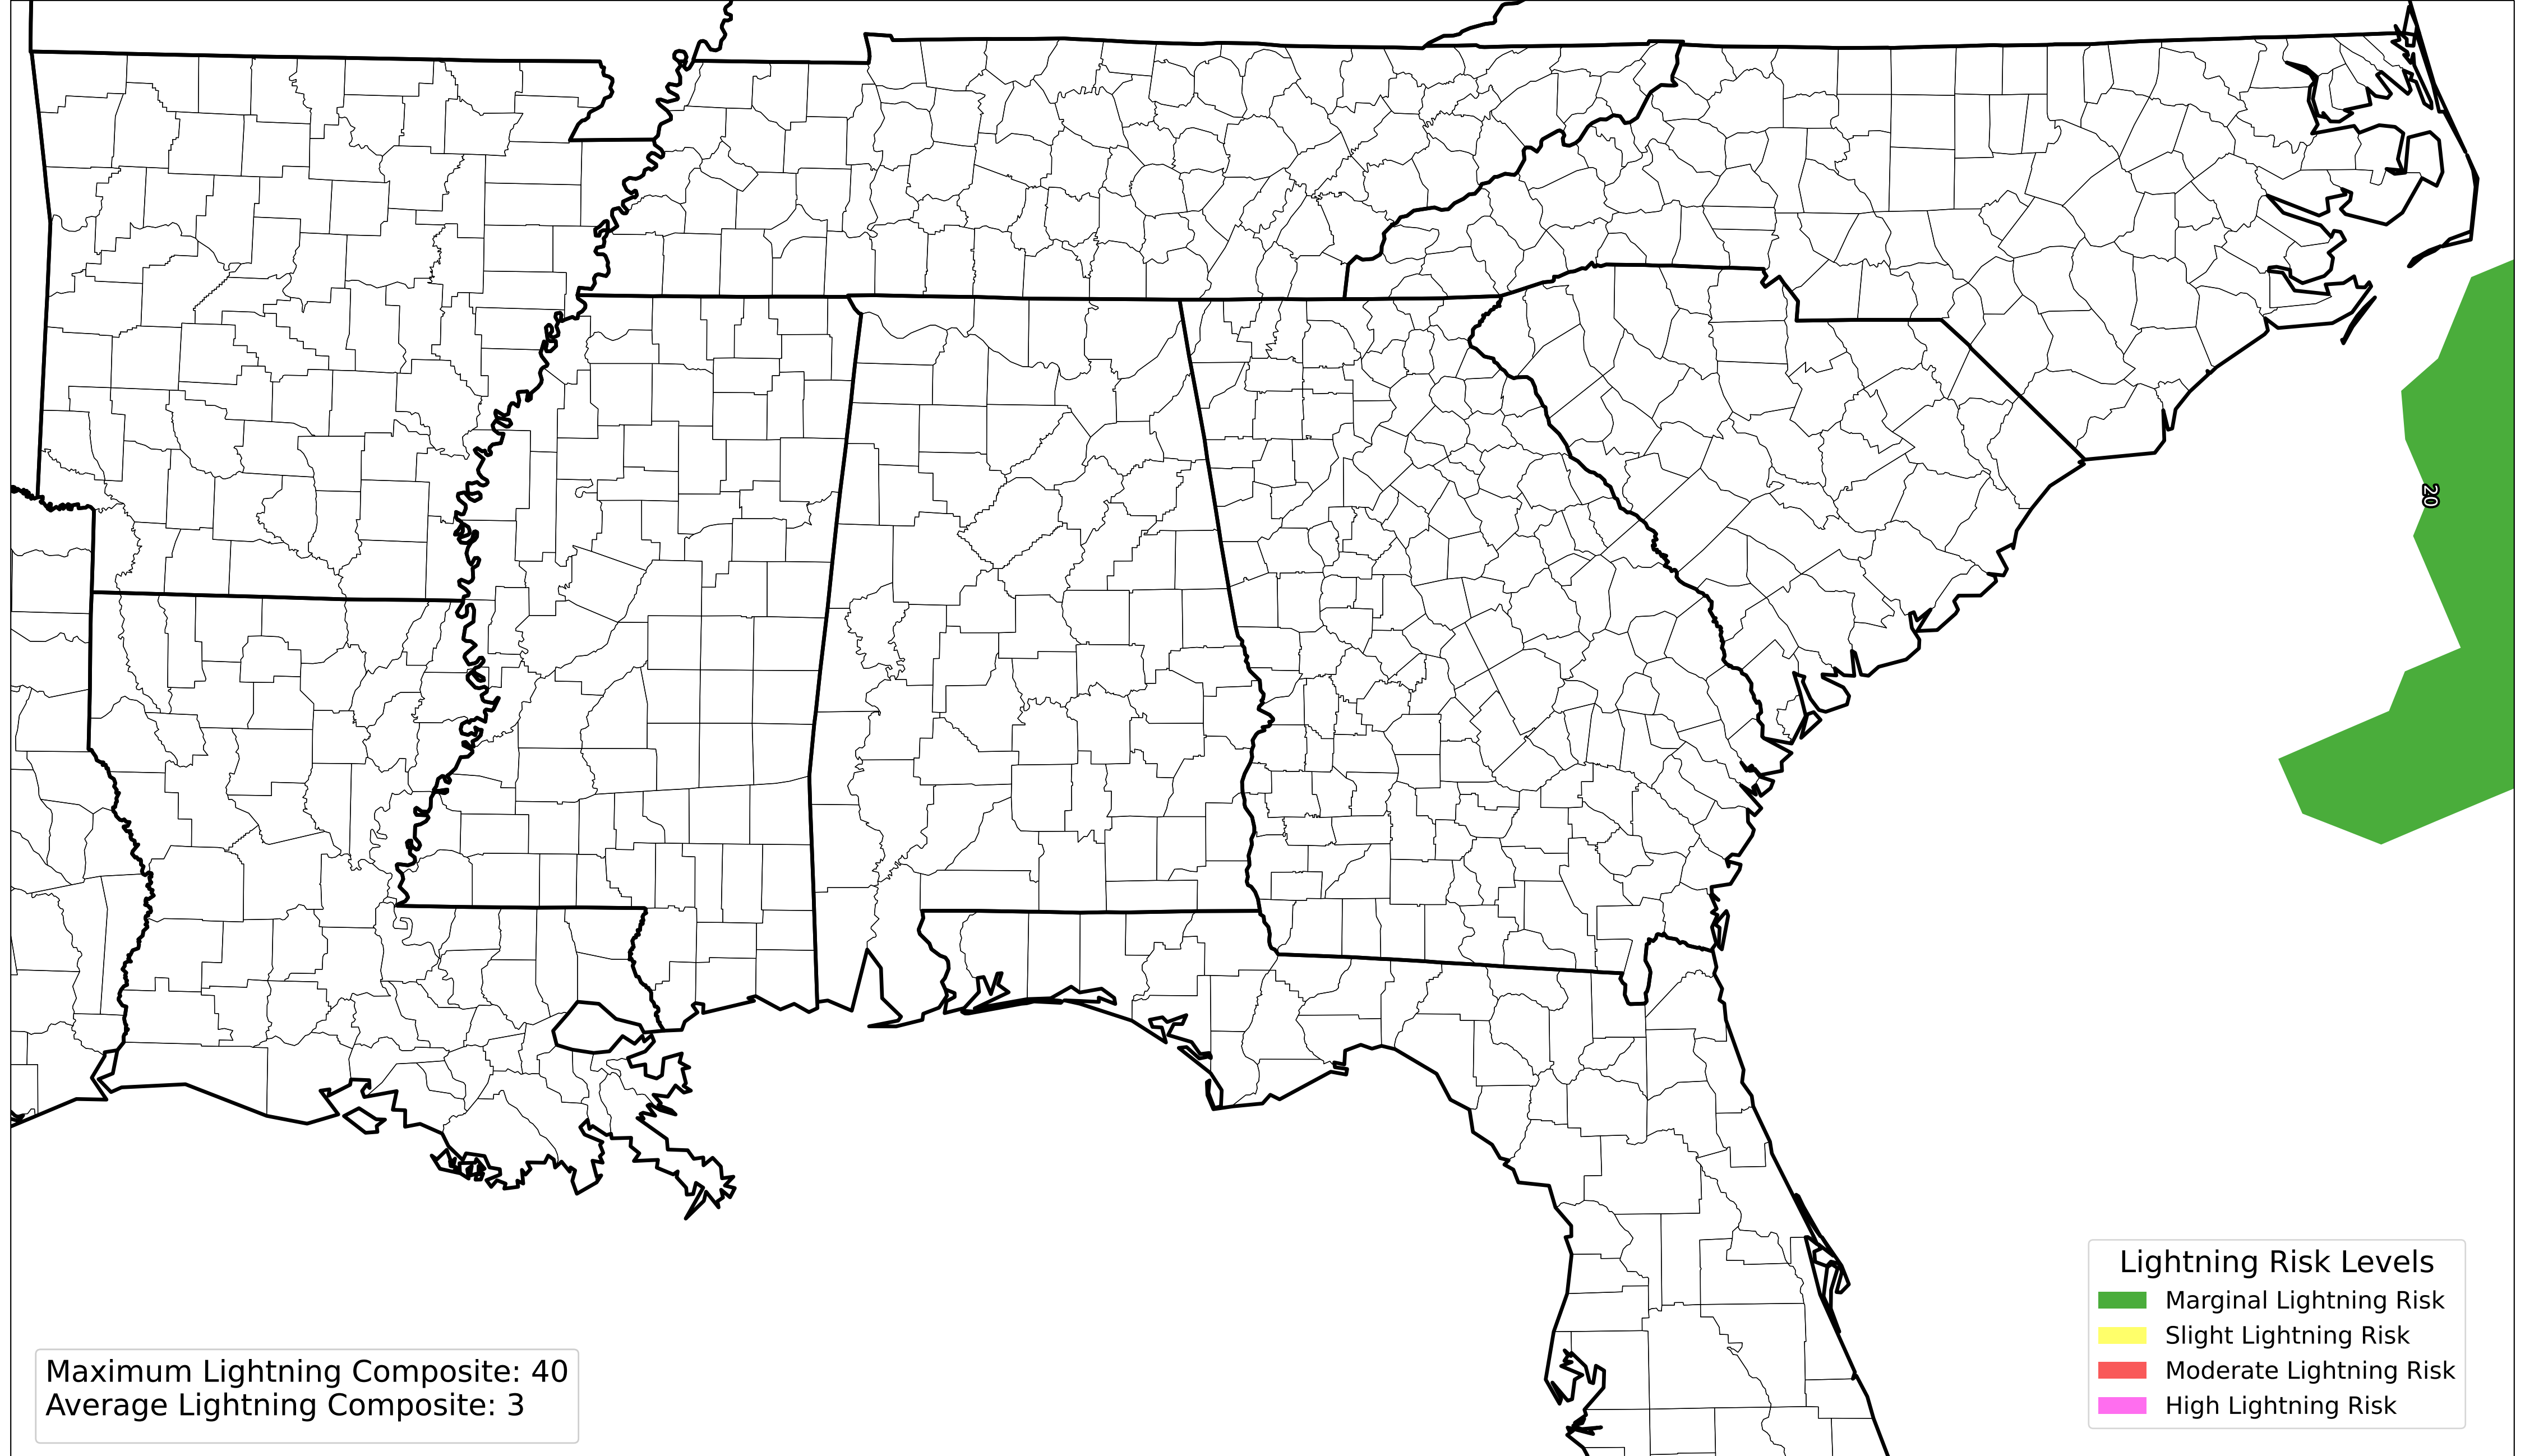 20
Lightning Risk Levels
Marginal Lightning Risk
Slight Lightning Risk
Moderate Lightning Risk
High Lightning Risk
Maximum Lightning Composite: 40
Average Lightning Composite: 3